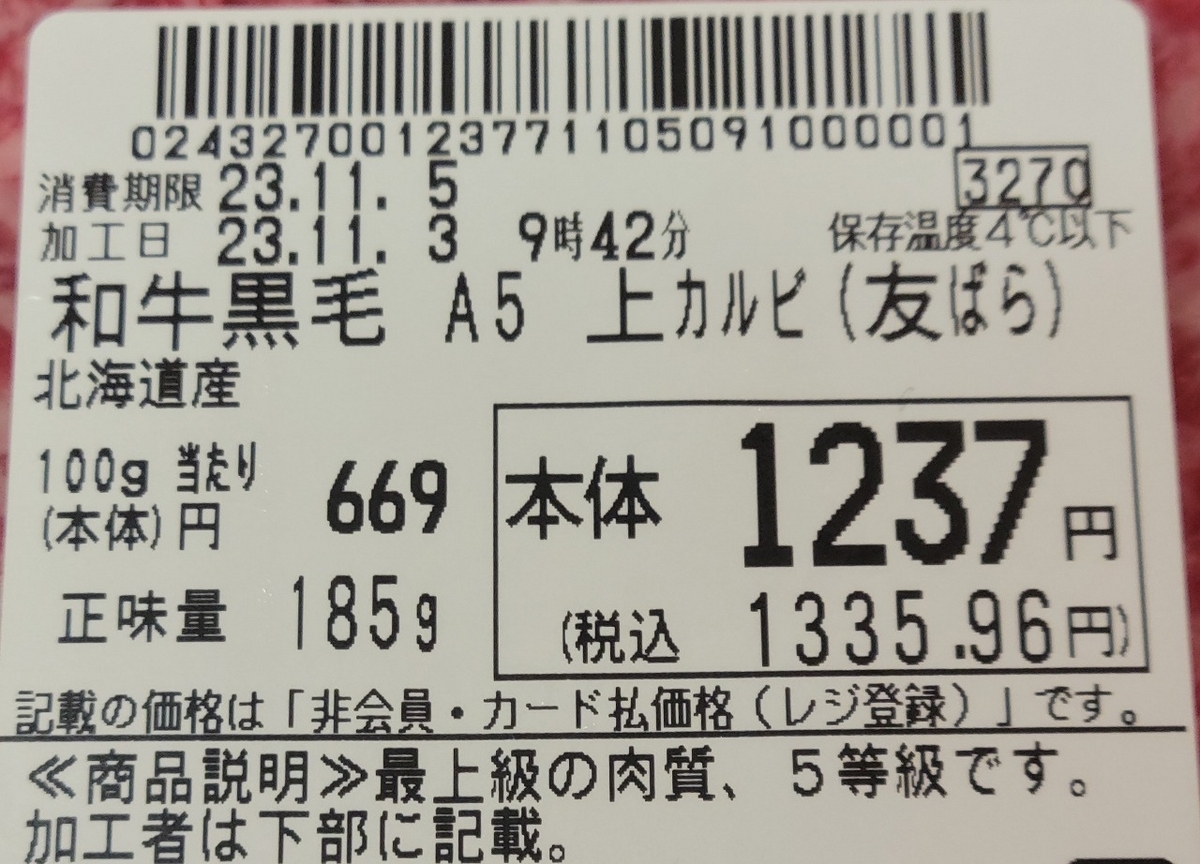 02432700123771105091000001
消費期限 23.11. 5
3270
加工日 23.11. 3 9時42分
保存温度4℃以下
和牛黒毛 A5 上カルビ(友ばら)
北海道産
100g 当たり
(本体)円 669
本体 1237円
正味量 185g
(税込 1335.96円)
記載の価格は「非会員・カード払価格(レジ登録)」です。
≪商品説明≫最上級の肉質、5等級です。
加工者は下部に記載。